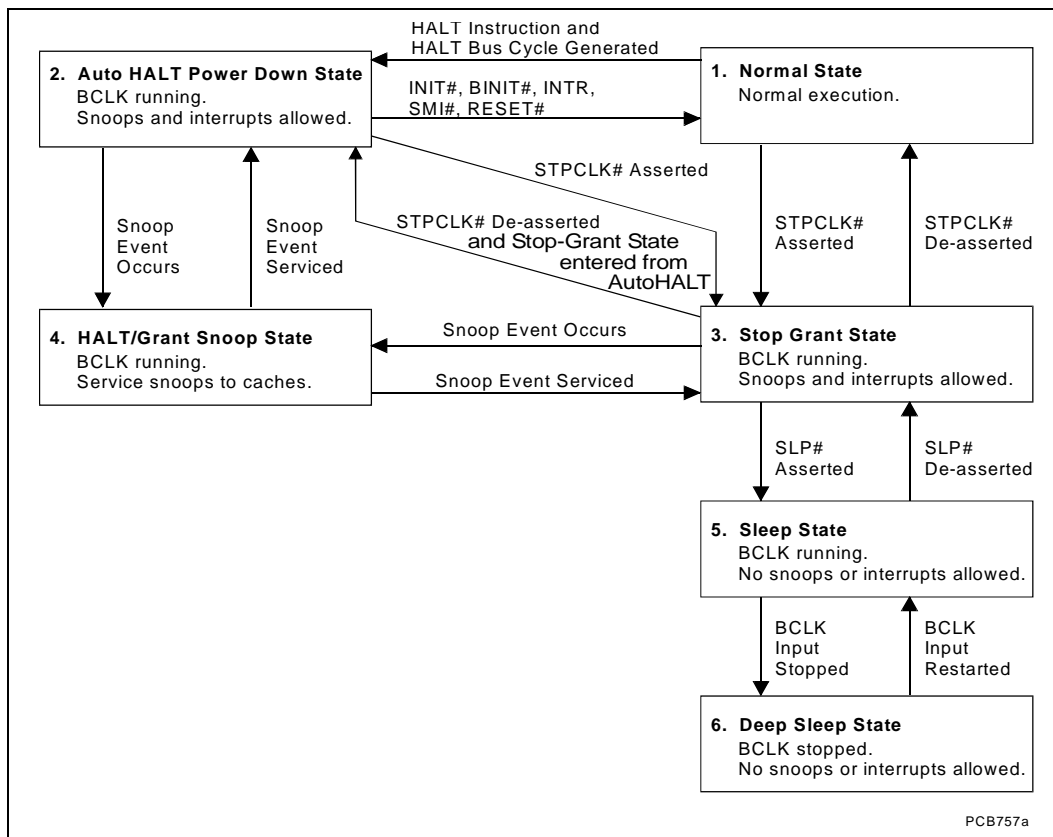 HALT Instruction and
HALT Bus Cycle Generated
2. Auto HALT Power Down State
BCLK running.
Snoops and interrupts allowed.
1. Normal State
Normal execution.
INIT#, BINIT#, INTR,
SMI#, RESET#
STPCLK# Asserted
STPCLK# De-asserted
and Stop-Grant State
entered from
AutoHALT
Snoop
Event
Occurs
Snoop
Event
Serviced
STPCLK#
Asserted
STPCLK#
De-asserted
4. HALT/Grant Snoop State
BCLK running.
Service snoops to caches.
Snoop Event Occurs
Snoop Event Serviced
3. Stop Grant State
BCLK running.
Snoops and interrupts allowed.
SLP#
Asserted
SLP#
De-asserted
5. Sleep State
BCLK running.
No snoops or interrupts allowed.
BCLK
Input
Stopped
BCLK
Input
Restarted
6. Deep Sleep State
BCLK stopped.
No snoops or interrupts allowed.
PCB757a